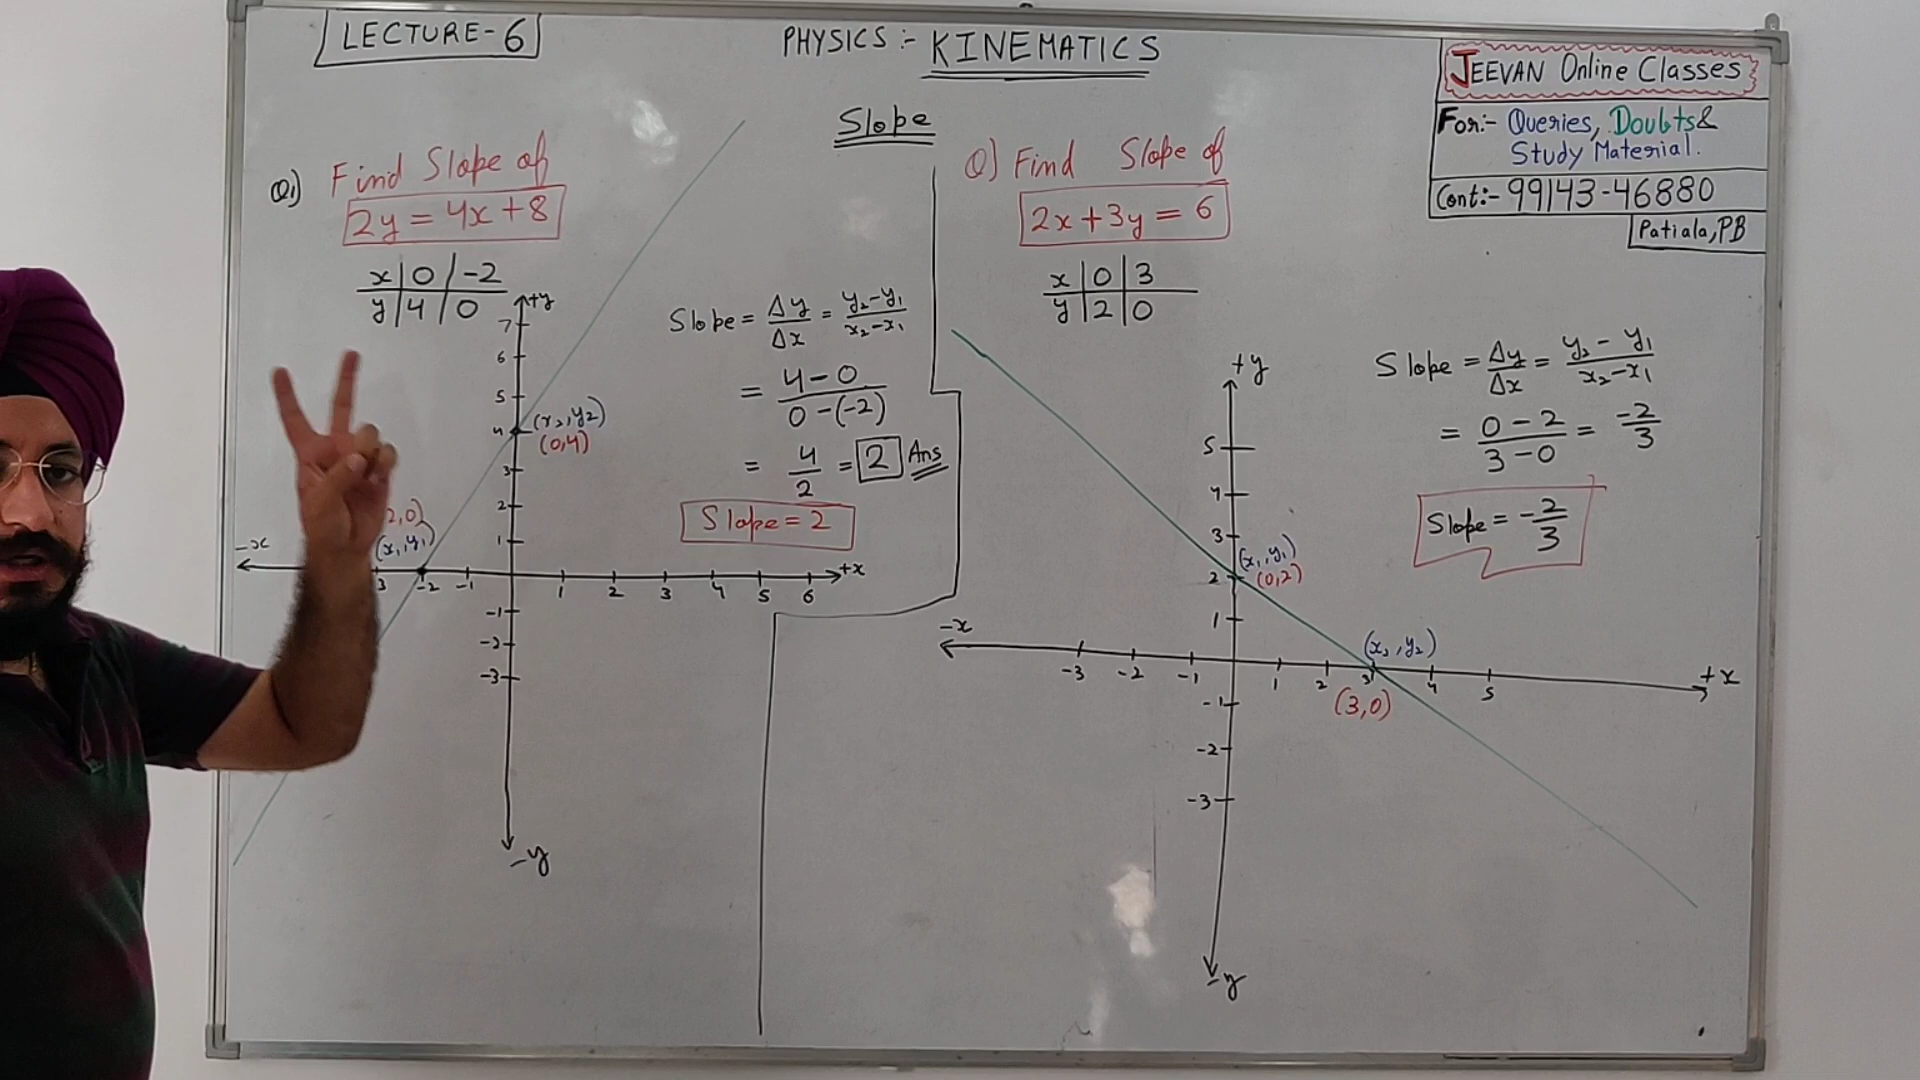 LECTURE-6
PHYSICS:- KINEMATICS
JEEVAN Online Classes
For:- Queries, Doubts &
Study Material.
Cont:- 99143-46880
Patiala, PB
Slope
Q1) Find Slope of
2y = 4x + 8
x | 0 | -2
y | 4 | 0
+y
7
6
5
4
3
2
1
(x₂, y₂)
(0,4)
2,0)
(x₁, y₁)
-x
3 -2 -1 1 2 3 4 5 6
+x
-1
-2
-3
-y
Slope = Δy/Δx = y₂-y₁/x₂-x₁
= 4-0/0-(-2)
= 4/2 = 2 Ans
Slope = 2
Q) Find Slope of
2x + 3y = 6
x | 0 | 3
y | 2 | 0
+y
5
4
3
2
1
(x₁, y₁)
(0,2)
(x₂, y₂)
(3,0)
-x
-3 -2 -1 1 2 3 4 5
+x
-1
-2
-3
-y
Slope = Δy/Δx = y₂ - y₁/x₂-x₁
= 0-2/3-0 = -2/3
Slope = -2/3